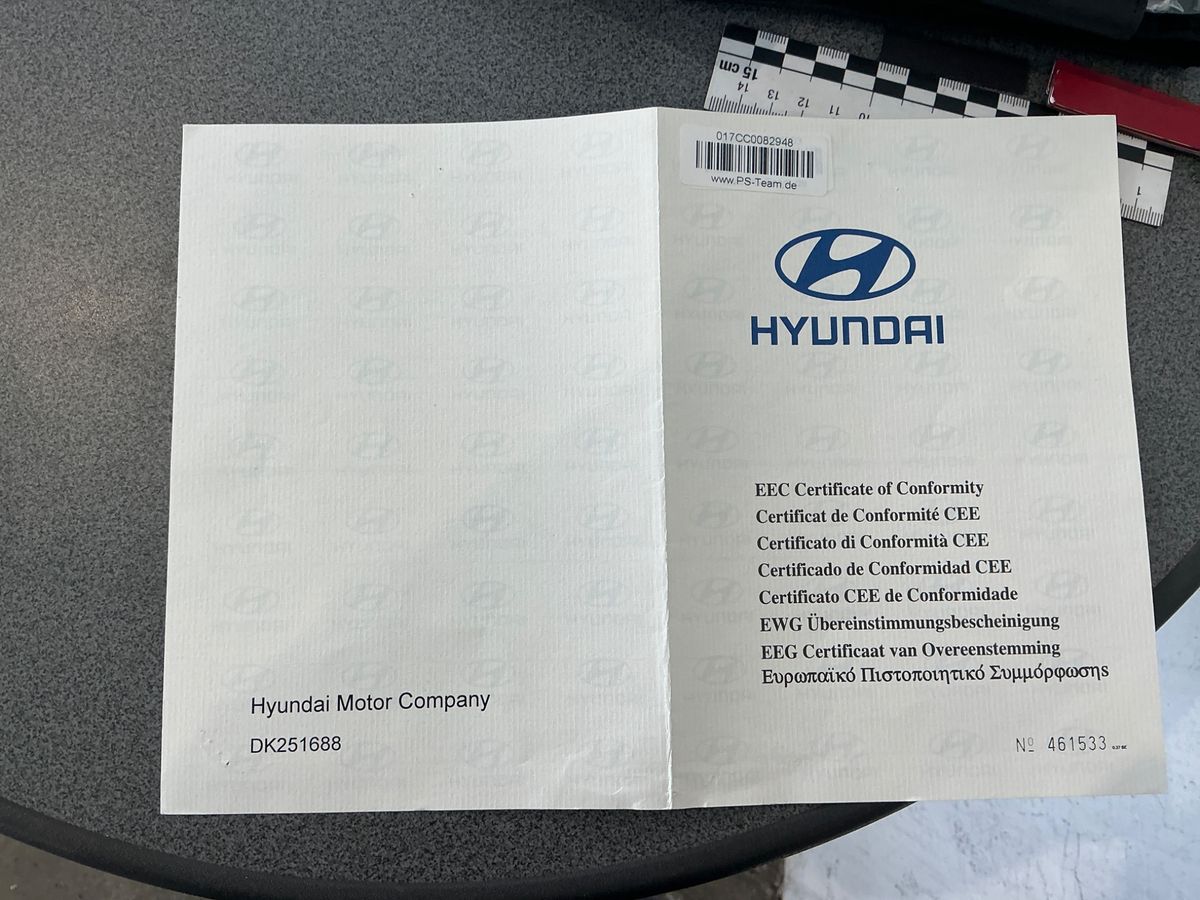 15 cm
14
13
12
11
10
1
017CC0082948
www.PS-Team.de
HYUNDAI
EEC Certificate of Conformity
Certificat de Conformité CEE
Certificato di Conformità CEE
Certificado de Conformidad CEE
Certificato CEE de Conformidade
EWG Übereinstimmungsbescheinigung
EEG Certificaat van Overeenstemming
Ευρωπαϊκό Πιστοποιητικό Συμμόρφωσης
Hyundai Motor Company
DK251688
Nº 461533